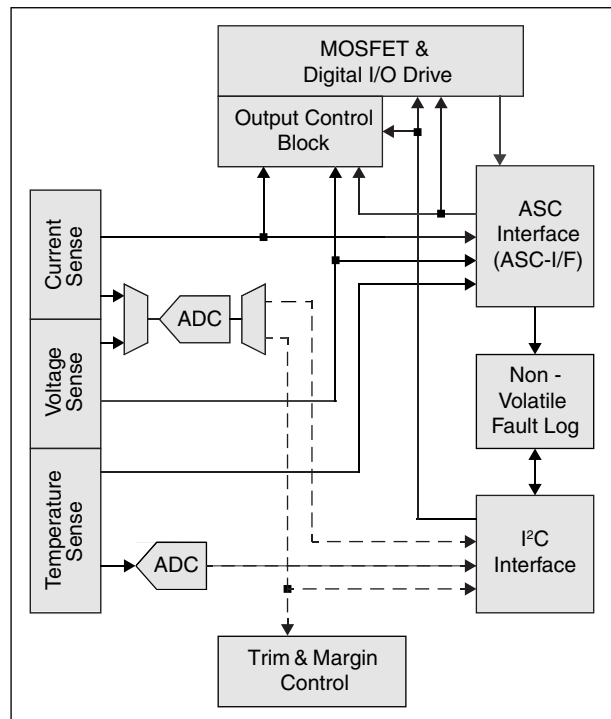 MOSFET &
Digital I/O Drive
Output Control
Block
Current
Sense
ASC
Interface
(ASC-I/F)
ADC
Voltage
Sense
Non -
Volatile
Fault Log
Temperature
Sense
ADC
I²C
Interface
Trim & Margin
Control